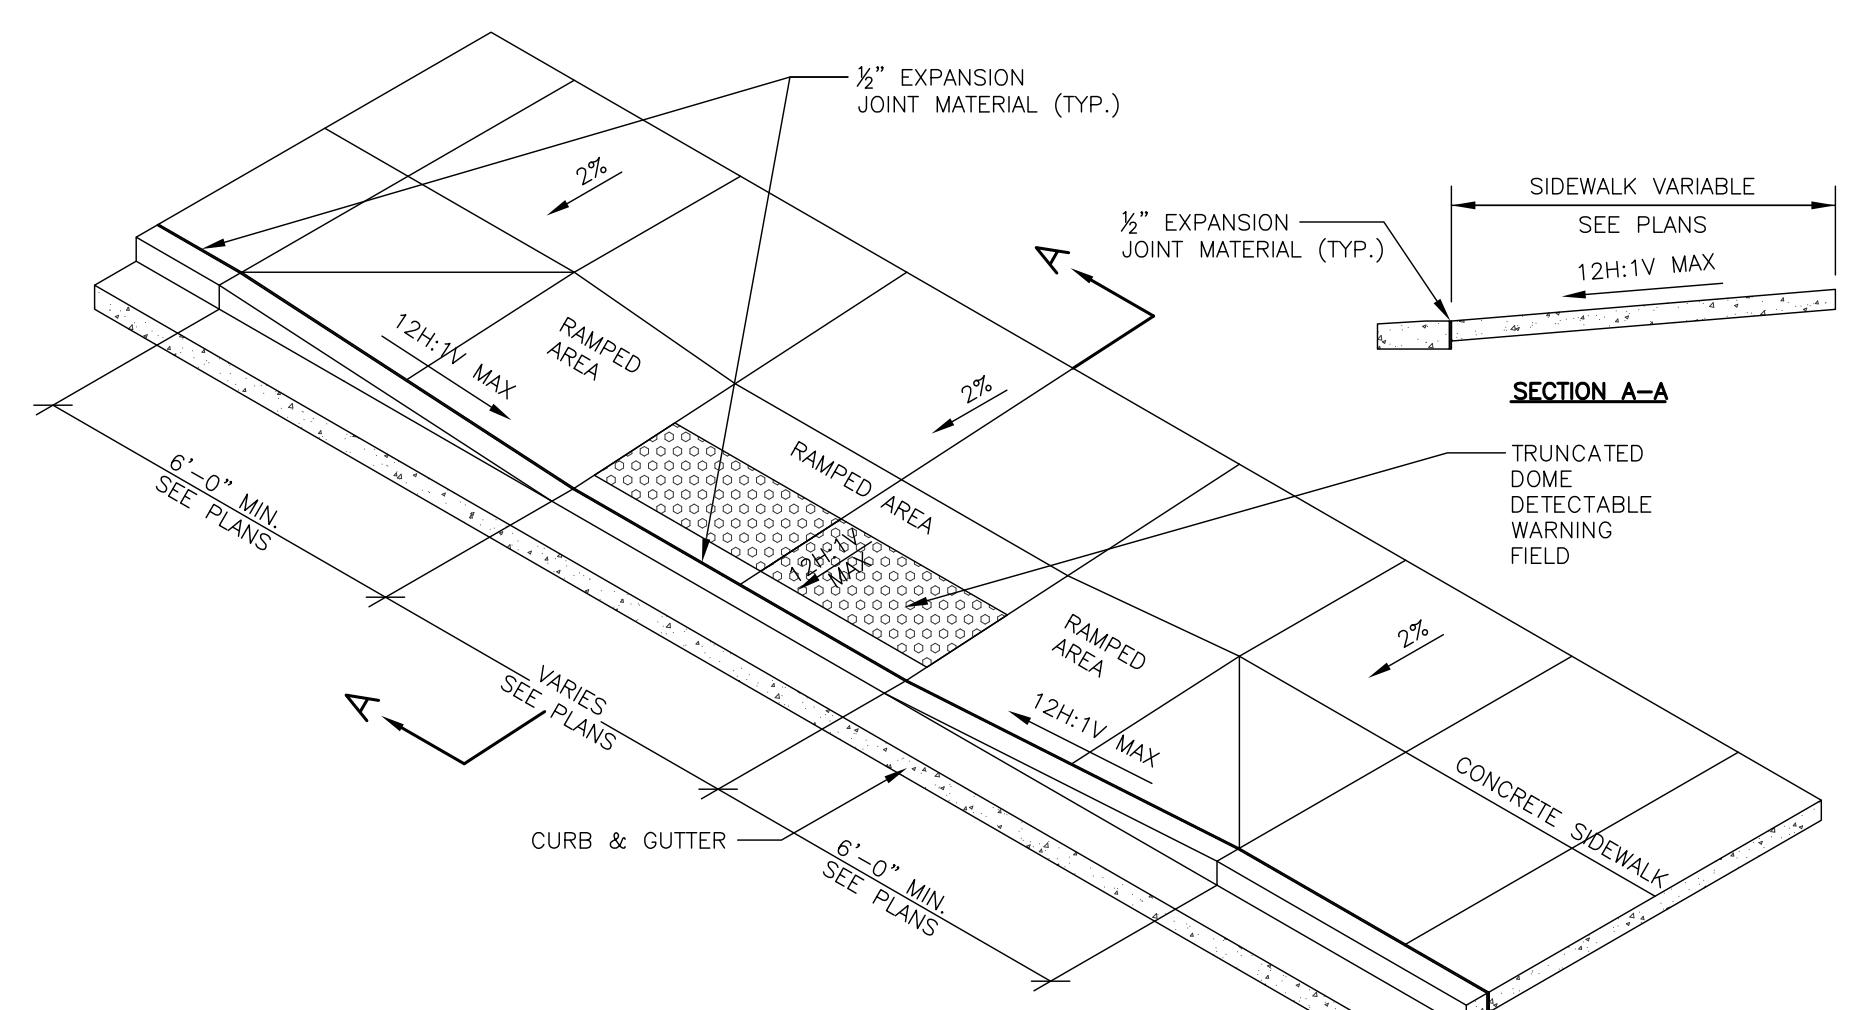 ½” EXPANSION
JOINT MATERIAL (TYP.)
2%
SIDEWALK VARIABLE
SEE PLANS
½” EXPANSION
JOINT MATERIAL (TYP.)
12H:1V MAX
A
SECTION A-A
12H:1V MAX
RAMPED
AREA
2%
RAMPED AREA
TRUNCATED
DOME
DETECTABLE
WARNING
FIELD
6’-0” MIN.
SEE PLANS
12H:1V
MAX
RAMPED
AREA
2%
VARIES
SEE PLANS
A
12H:1V MAX
CONCRETE SIDEWALK
CURB & GUTTER
6’-0” MIN.
SEE PLANS